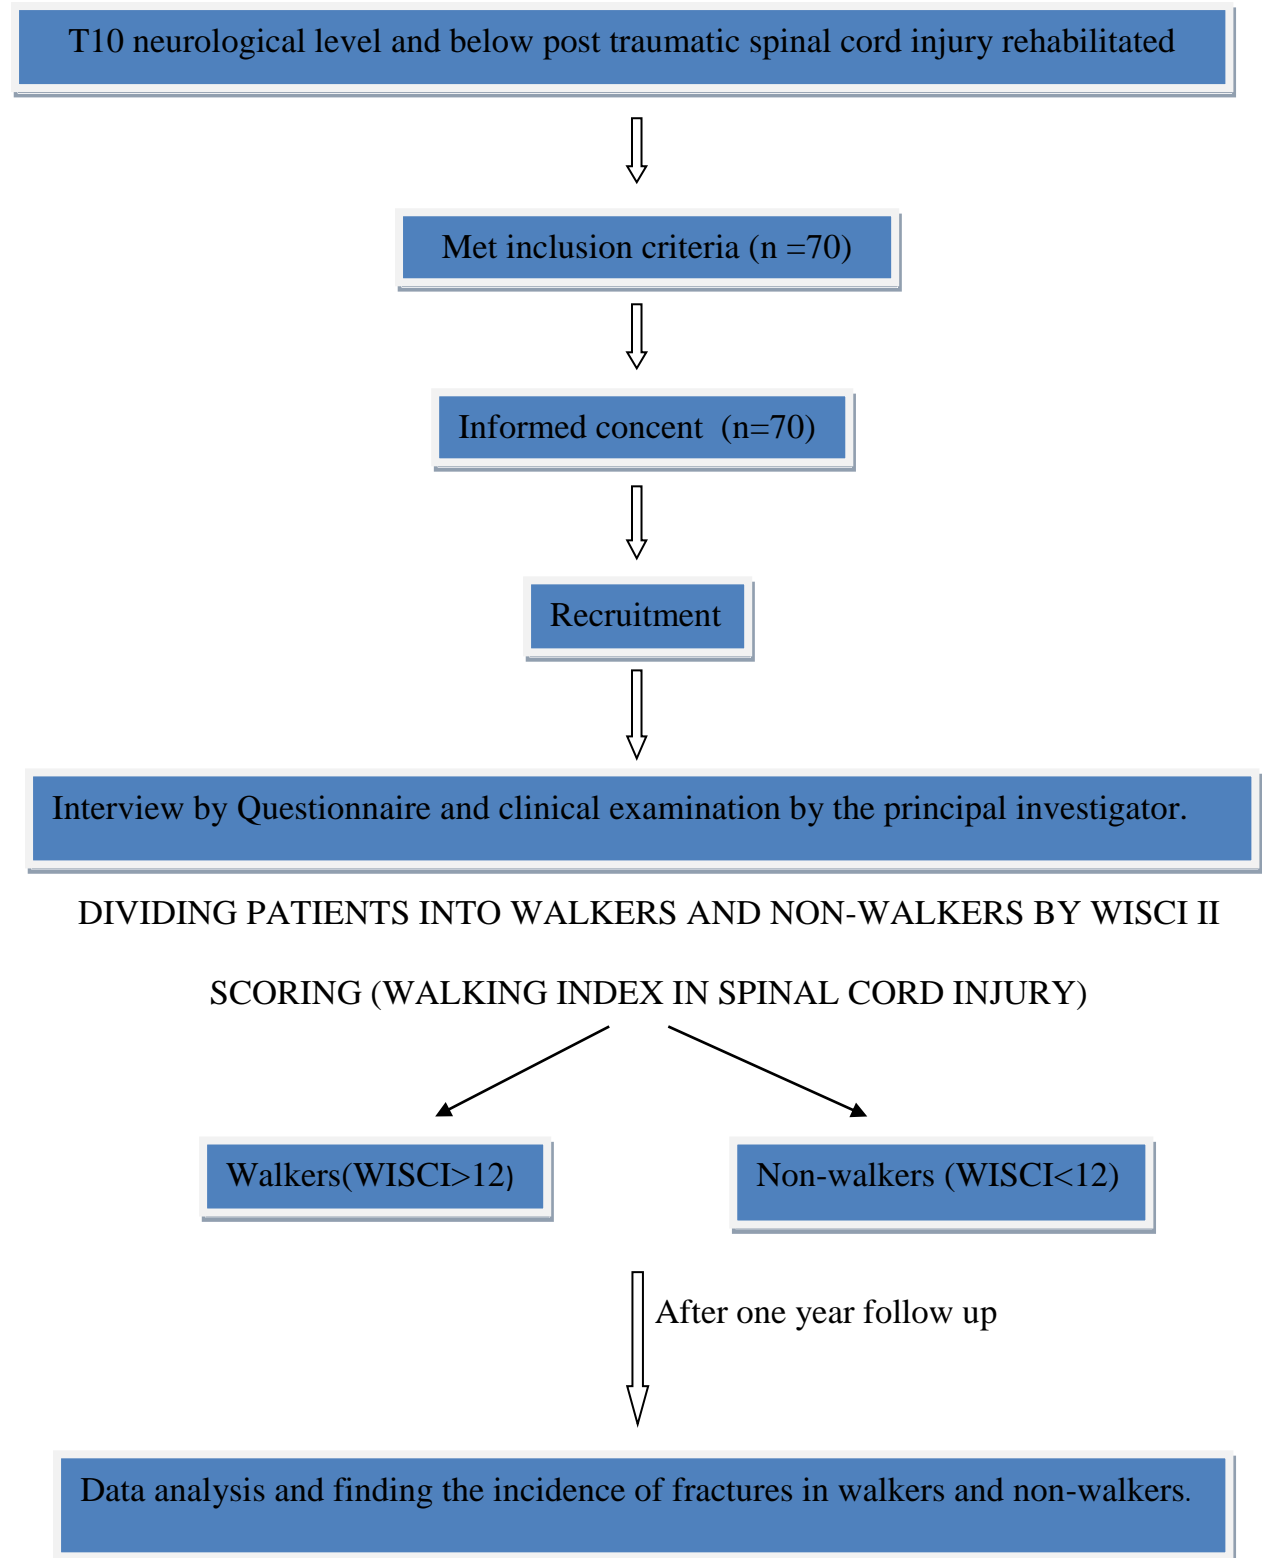 T10 neurological level and below post traumatic spinal cord injury rehabilitated
Met inclusion criteria (n =70)
Informed concent (n=70)
Recruitment
Interview by Questionnaire and clinical examination by the principal investigator.
DIVIDING PATIENTS INTO WALKERS AND NON-WALKERS BY WISCI II
SCORING (WALKING INDEX IN SPINAL CORD INJURY)
Walkers(WISCI>12)
Non-walkers (WISCI<12)
After one year follow up
Data analysis and finding the incidence of fractures in walkers and non-walkers.